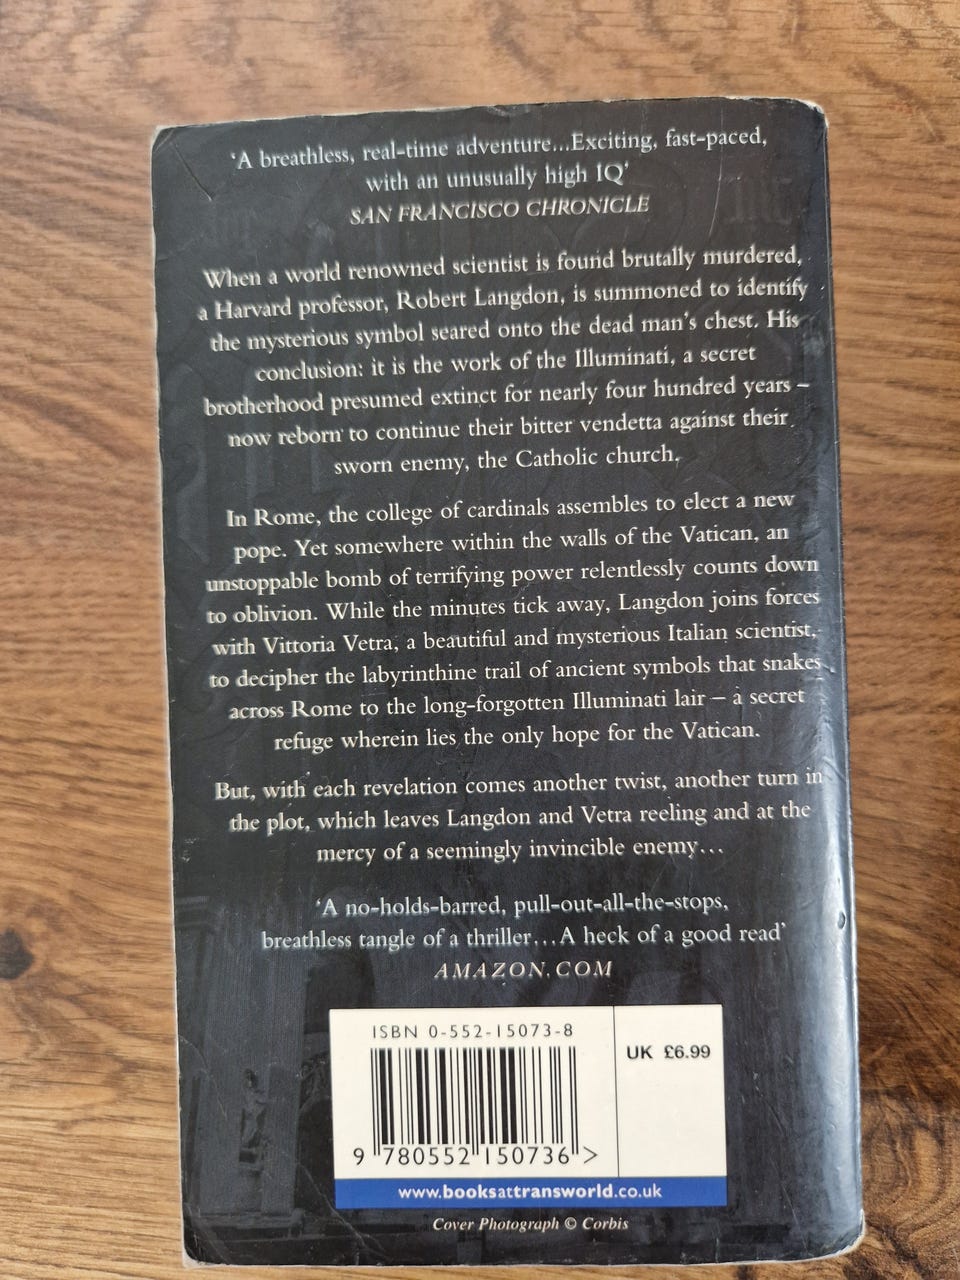 ‘A breathless, real-time adventure...Exciting, fast-paced,
with an unusually high IQ’
SAN FRANCISCO CHRONICLE
When a world renowned scientist is found brutally murdered,
a Harvard professor, Robert Langdon, is summoned to identify
the mysterious symbol seared onto the dead man’s chest. His
conclusion: it is the work of the Illuminati, a secret
brotherhood presumed extinct for nearly four hundred years –
now reborn to continue their bitter vendetta against their
sworn enemy, the Catholic church.
In Rome, the college of cardinals assembles to elect a new
pope. Yet somewhere within the walls of the Vatican, an
unstoppable bomb of terrifying power relentlessly counts down
to oblivion. While the minutes tick away, Langdon joins forces
with Vittoria Vetra, a beautiful and mysterious Italian scientist,
to decipher the labyrinthine trail of ancient symbols that snakes
across Rome to the long-forgotten Illuminati lair – a secret
refuge wherein lies the only hope for the Vatican.
But, with each revelation comes another twist, another turn in
the plot, which leaves Langdon and Vetra reeling and at the
mercy of a seemingly invincible enemy...
‘A no-holds-barred, pull-out-all-the-stops,
breathless tangle of a thriller...A heck of a good read’
AMAZON.COM
ISBN 0-552-15073-8
UK £6.99
9 780552 150736 >
www.booksattransworld.co.uk
Cover Photograph © Corbis